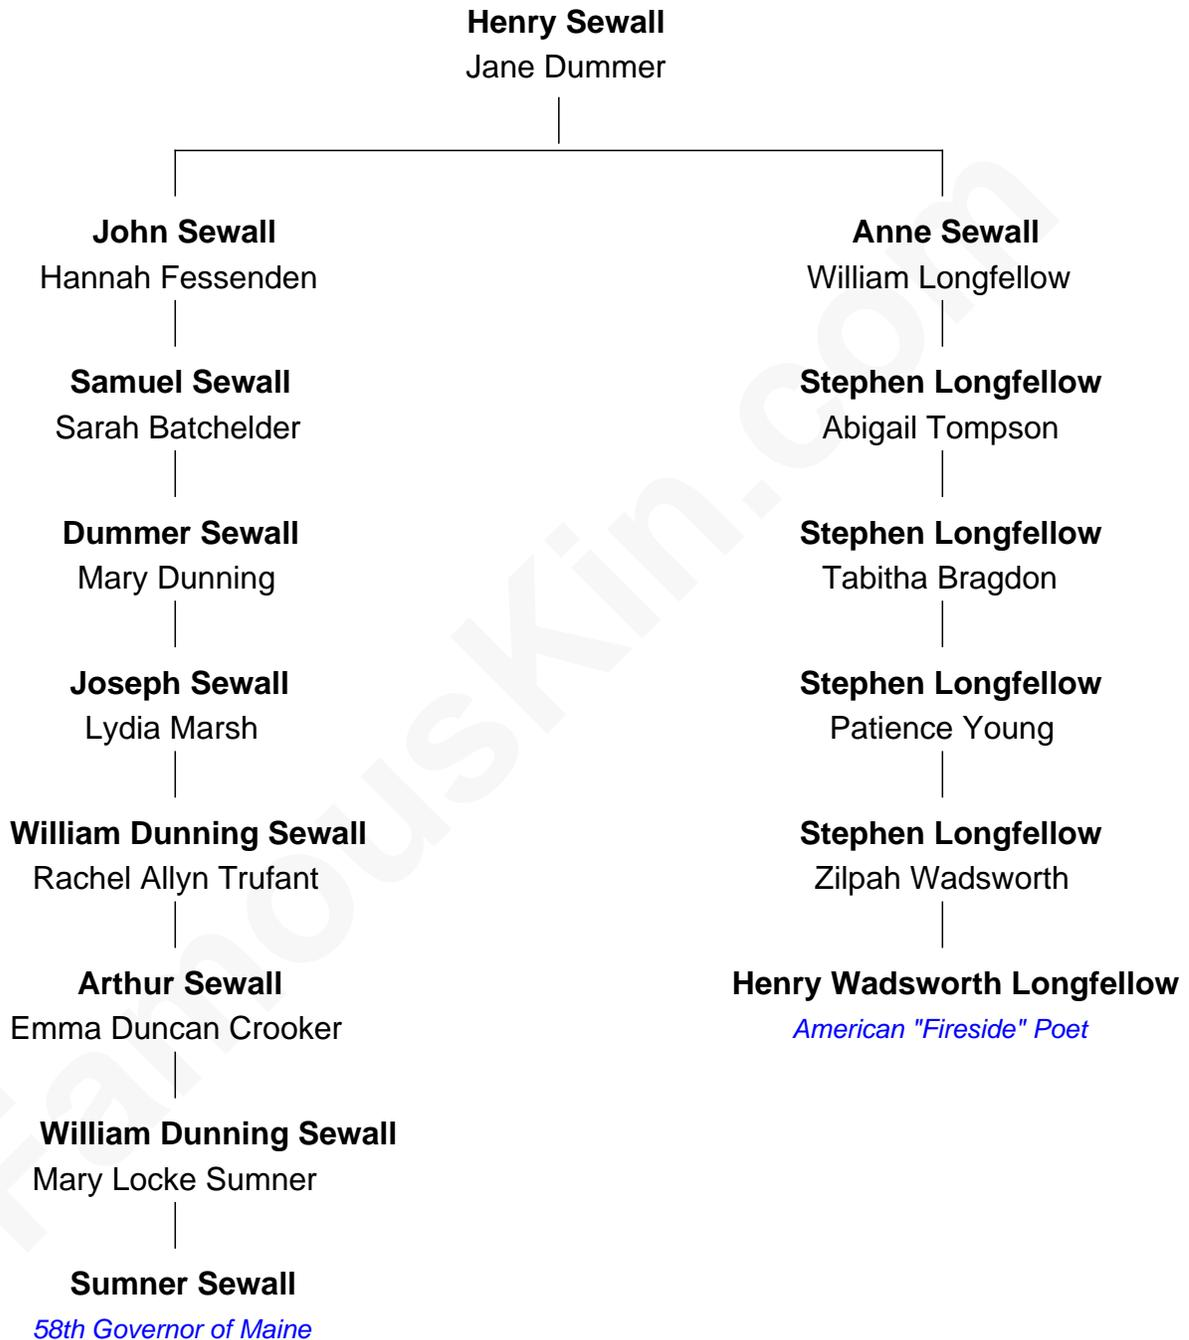 Henry Sewall
Jane Dummer
John Sewall
Hannah Fessenden
Samuel Sewall
Sarah Batchelder
Dummer Sewall
Mary Dunning
Joseph Sewall
Lydia Marsh
William Dunning Sewall
Rachel Allyn Trufant
Arthur Sewall
Emma Duncan Crooker
William Dunning Sewall
Mary Locke Sumner
Sumner Sewall
58th Governor of Maine
Anne Sewall
William Longfellow
Stephen Longfellow
Abigail Tompson
Stephen Longfellow
Tabitha Bragdon
Stephen Longfellow
Patience Young
Stephen Longfellow
Zilpah Wadsworth
Henry Wadsworth Longfellow
American "Fireside" Poet
FamousKin.com